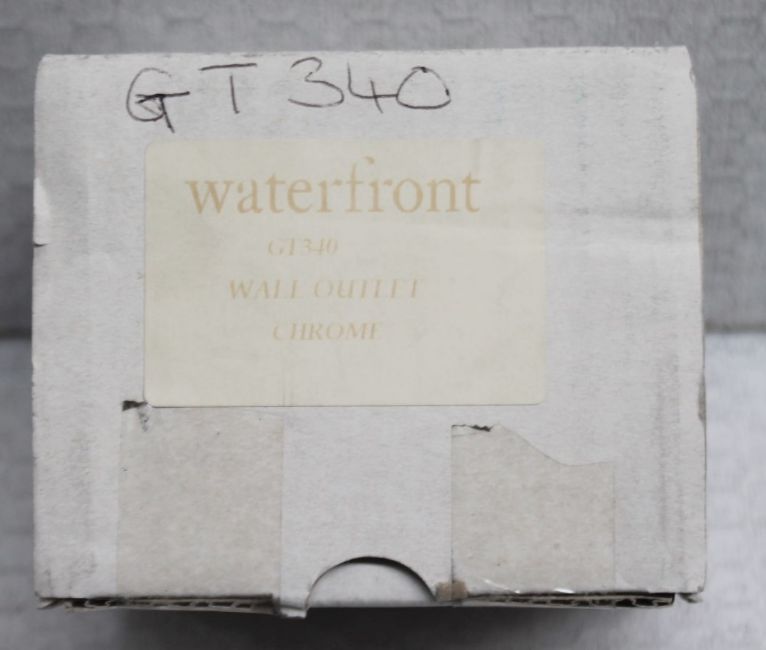 GT 340
waterfront
GT340
WALL OUTLET
CHROME